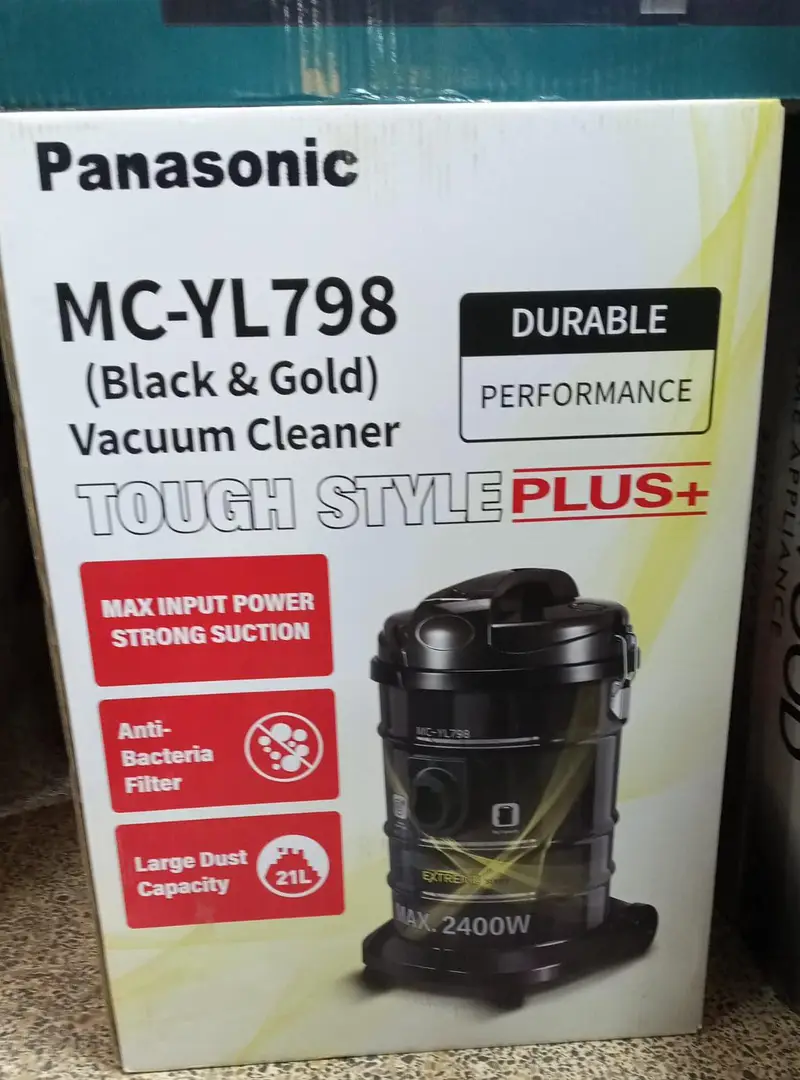 Panasonic
MC-YL798
(Black & Gold)
Vacuum Cleaner
DURABLE
PERFORMANCE
TOUGH STYLE PLUS+
MAX INPUT POWER
STRONG SUCTION
Anti-
Bacteria
Filter
Large Dust
Capacity
21L
MC-YL798
MAX. 2400W
APPLIANCE